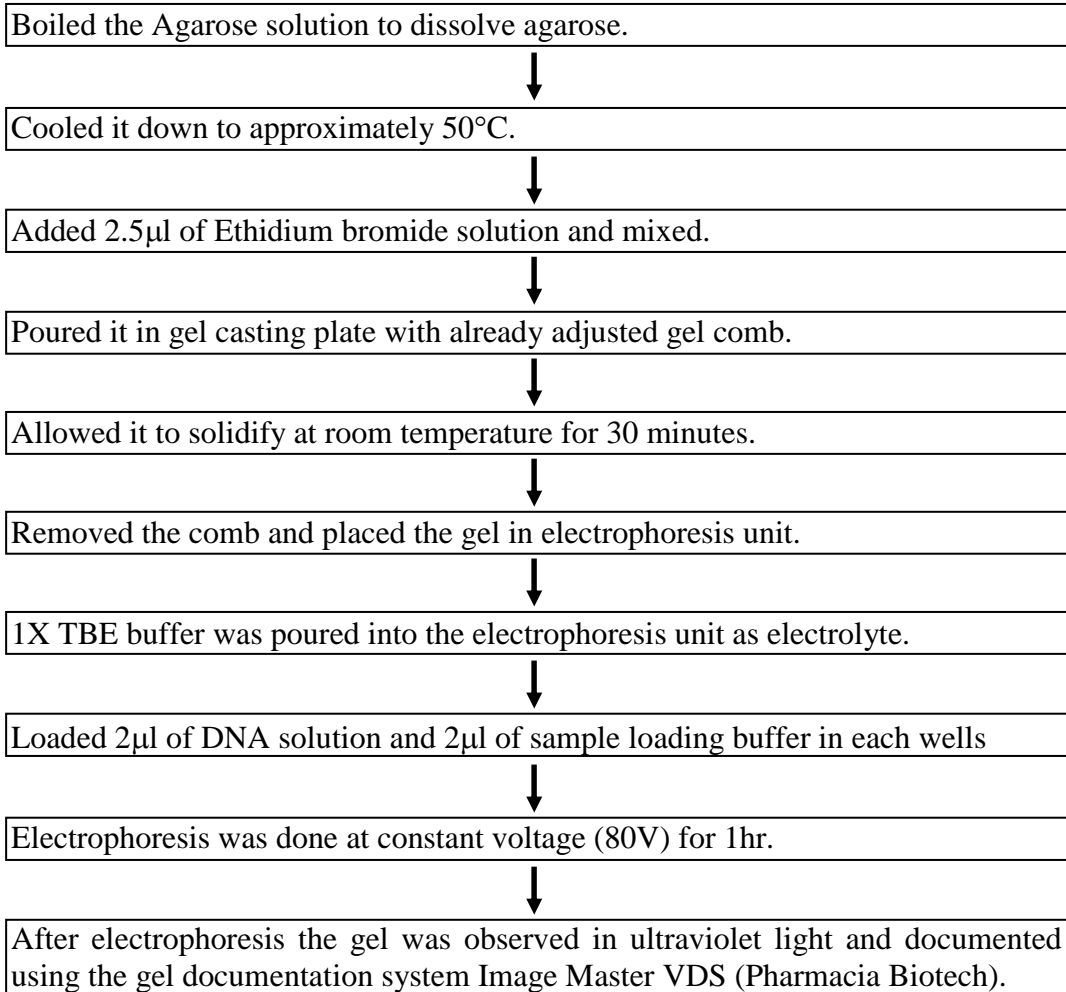 Boiled the Agarose solution to dissolve agarose.
Cooled it down to approximately 50°C.
Added 2.5μl of Ethidium bromide solution and mixed.
Poured it in gel casting plate with already adjusted gel comb.
Allowed it to solidify at room temperature for 30 minutes.
Removed the comb and placed the gel in electrophoresis unit.
1X TBE buffer was poured into the electrophoresis unit as electrolyte.
Loaded 2μl of DNA solution and 2μl of sample loading buffer in each wells
Electrophoresis was done at constant voltage (80V) for 1hr.
After electrophoresis the gel was observed in ultraviolet light and documented
using the gel documentation system Image Master VDS (Pharmacia Biotech).